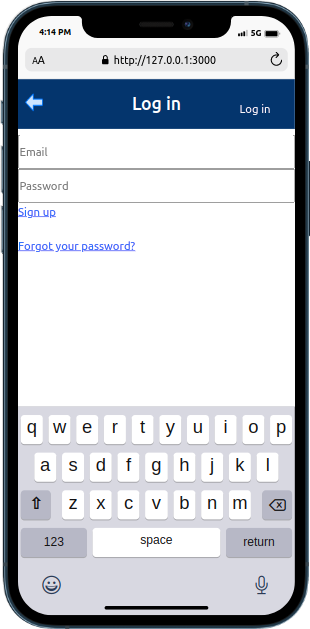 4:14 PM 5G
AA http://127.0.0.1:3000
Log in Log in
Email
Password
Sign up
Forgot your password?
q w e r t y u i o p
a s d f g h j k l
z x c v b n m
123 space return